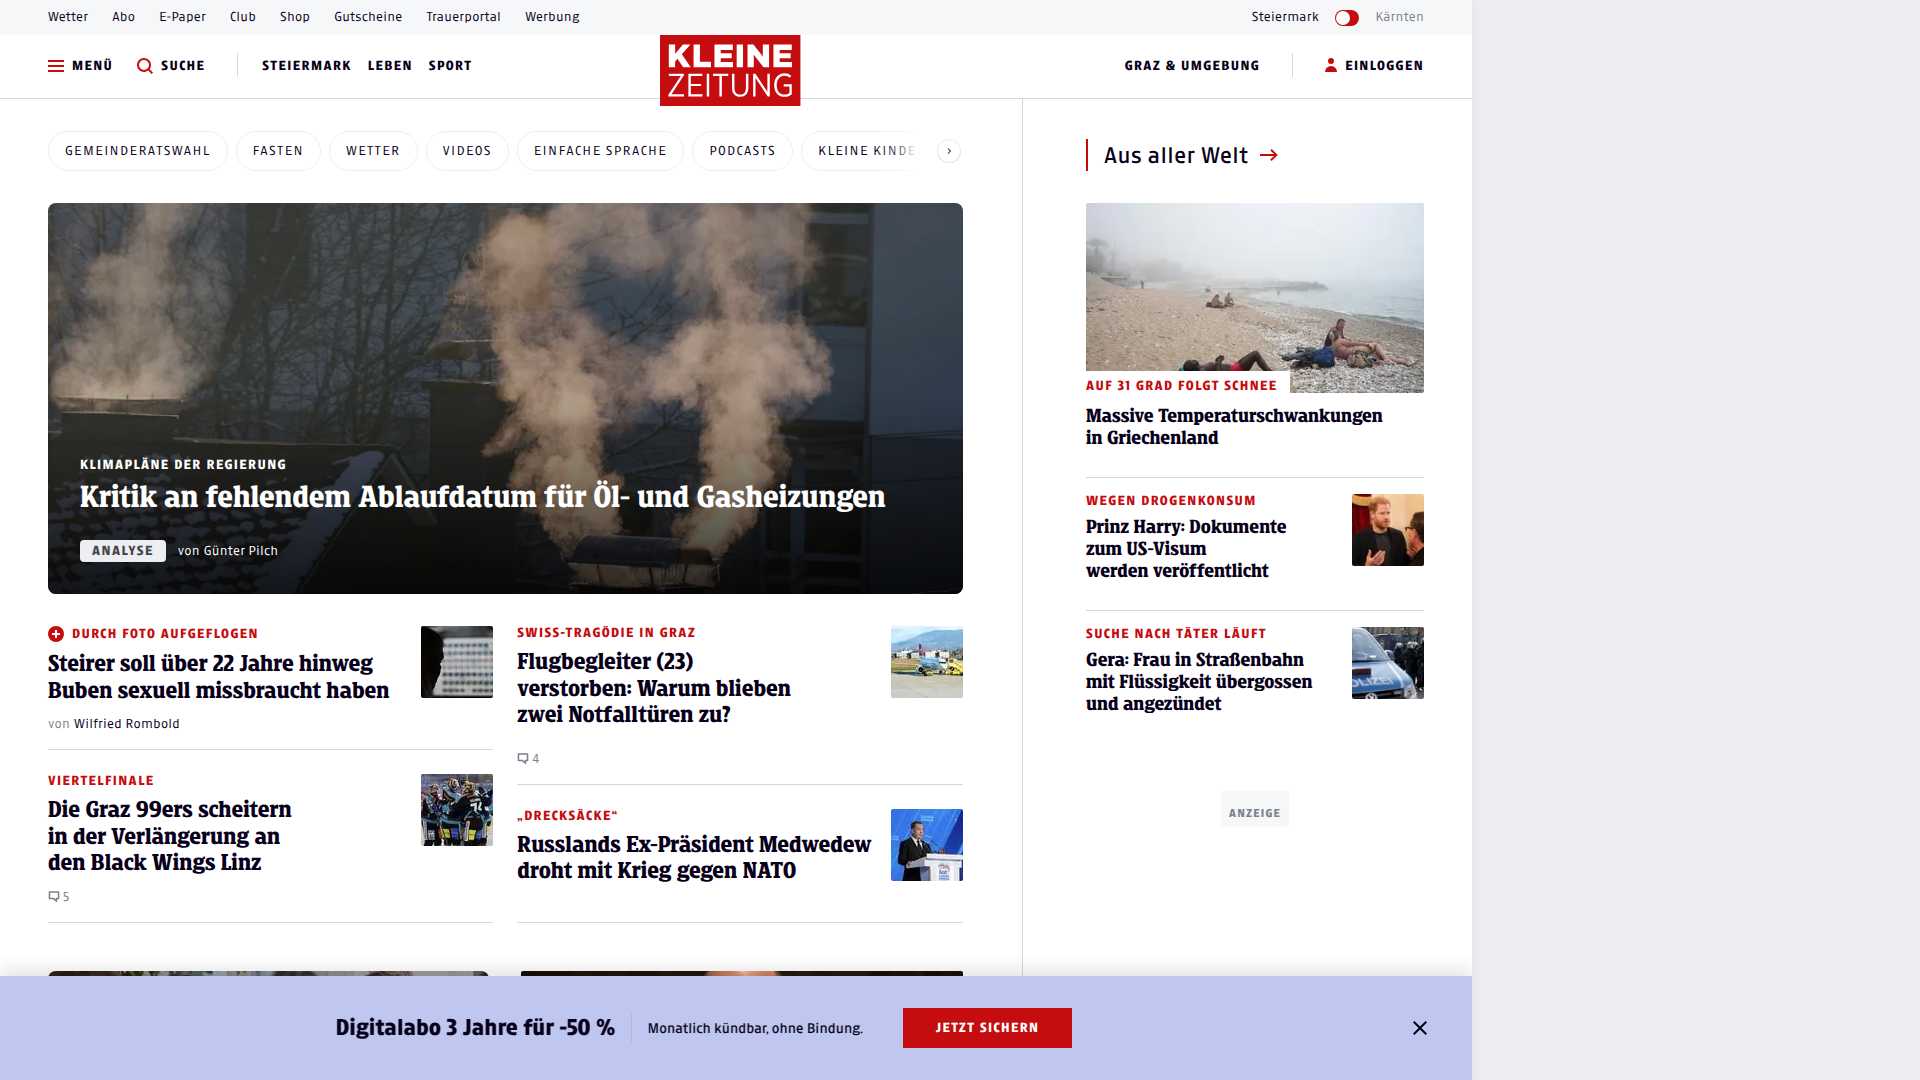 Wetter Abo E-Paper Club Shop Gutscheine Trauerportal Werbung Steiermark Kärnten
MENÜ SUCHE STEIERMARK LEBEN SPORT KLEINE ZEITUNG GRAZ & UMGEBUNG EINLOGGEN
GEMEINDERATSWAHL FASTEN WETTER VIDEOS EINFACHE SPRACHE PODCASTS KLEINE KINDE
KLIMAPLÄNE DER REGIERUNG
Kritik an fehlendem Ablaufdatum für Öl- und Gasheizungen
ANALYSE von Günter Pilch
DURCH FOTO AUFGEFLOGEN
Steirer soll über 22 Jahre hinweg
Buben sexuell missbraucht haben
von Wilfried Rombold
VIERTELFINALE
Die Graz 99ers scheitern
in der Verlängerung an
den Black Wings Linz
5
SWISS-TRAGÖDIE IN GRAZ
Flugbegleiter (23)
verstorben: Warum blieben
zwei Notfalltüren zu?
4
„DRECKSÄCKE“
Russlands Ex-Präsident Medwedew
droht mit Krieg gegen NATO
Aus aller Welt
AUF 31 GRAD FOLGT SCHNEE
Massive Temperaturschwankungen
in Griechenland
WEGEN DROGENKONSUM
Prinz Harry: Dokumente
zum US-Visum
werden veröffentlicht
SUCHE NACH TÄTER LÄUFT
Gera: Frau in Straßenbahn
mit Flüssigkeit übergossen
und angezündet
POLIZEI
ANZEIGE
Digitalabo 3 Jahre für -50 % Monatlich kündbar, ohne Bindung. JETZT SICHERN